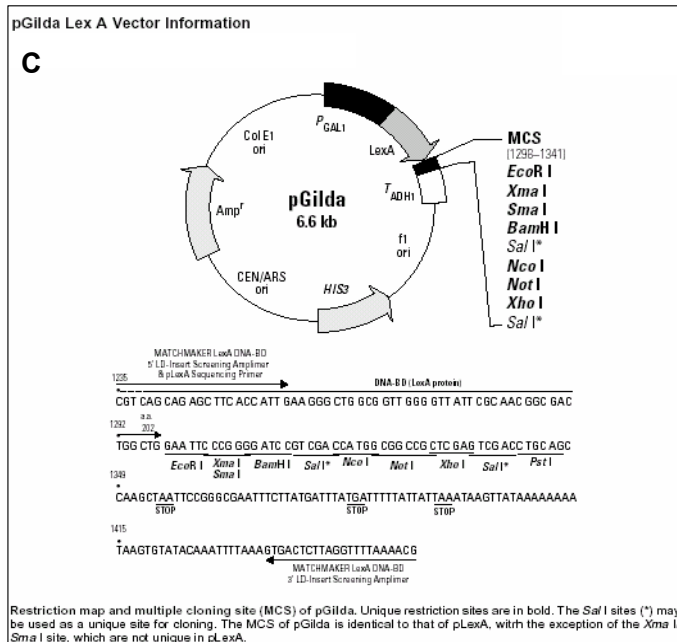 pGilda Lex A Vector Information
C
P GAL1
LexA
Col E1
ori
MCS
(1298–1341)
EcoR I
Xma I
Sma I
BamH I
Sal I*
Nco I
Not I
Xho I
Sal I*
T ADH1
pGilda
6.6 kb
Ampr
f1
ori
CEN/ARS
ori
HIS3
MATCHMAKER LexA DNA-BD
5' LD-Insert Screening Amplimer
& pLexA Sequencing Primer
DNA-BD (LexA protein)
1235
CGT CAG CAG AGC TTC ACC ATT GAA GGG CTG GCG GTT GGG GTT ATT CGC AAC GGC GAC
1292 a.a. 202
TGG CTG GAA TTC CCG GGG ATC CGT CGA CCA TGG CGG CCG CTC GAG TCG ACC TGC AGC
EcoR I Xma I BamH I Sal I* Nco I Not I Xho I Sal I* Pst I
Sma I
1349
CAAGCTAATTCCGGGCGAATTTCTTATGATTTATGATTTTTATTATTAAATAAGTTATAAAAAAAA
STOP STOP STOP
1415
TAAGTGTATACAAATTTTAAAGTGACTCTTAGGTTTTAAAACG
MATCHMAKER LexA DNA-BD
3' LD-Insert Screening Amplimer
Restriction map and multiple cloning site (MCS) of pGilda. Unique restriction sites are in bold. The Sal I sites (*) may
be used as a unique site for cloning. The MCS of pGilda is identical to that of pLexA, witrh the exception of the Xma I
Sma I site, which are not unique in pLexA.